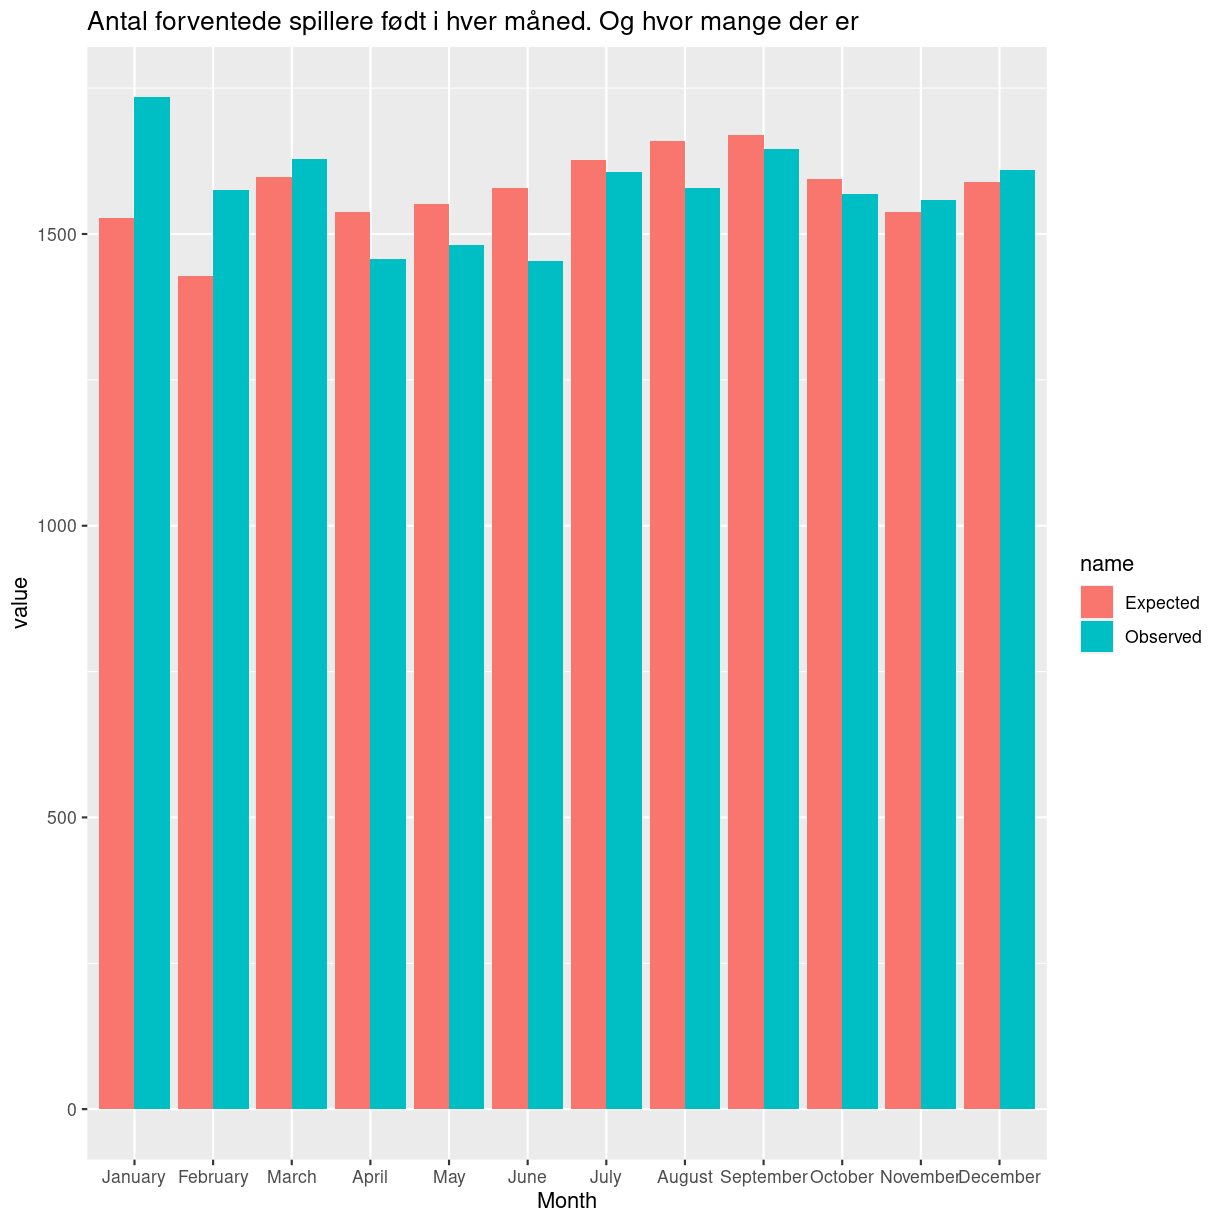 Antal forventede spillere født i hver måned. Og hvor mange der er
1500
1000
500
0
value
January February March April May June July August September October November December
Month
name
Expected
Observed